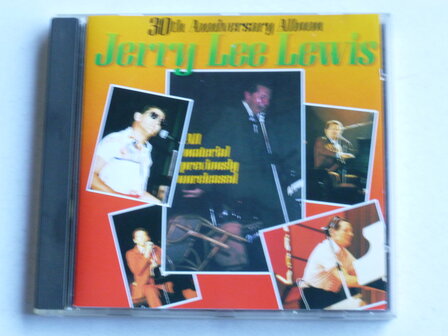 30th Anniversary Album
Jerry Lee Lewis
All
material
previously
unreleased